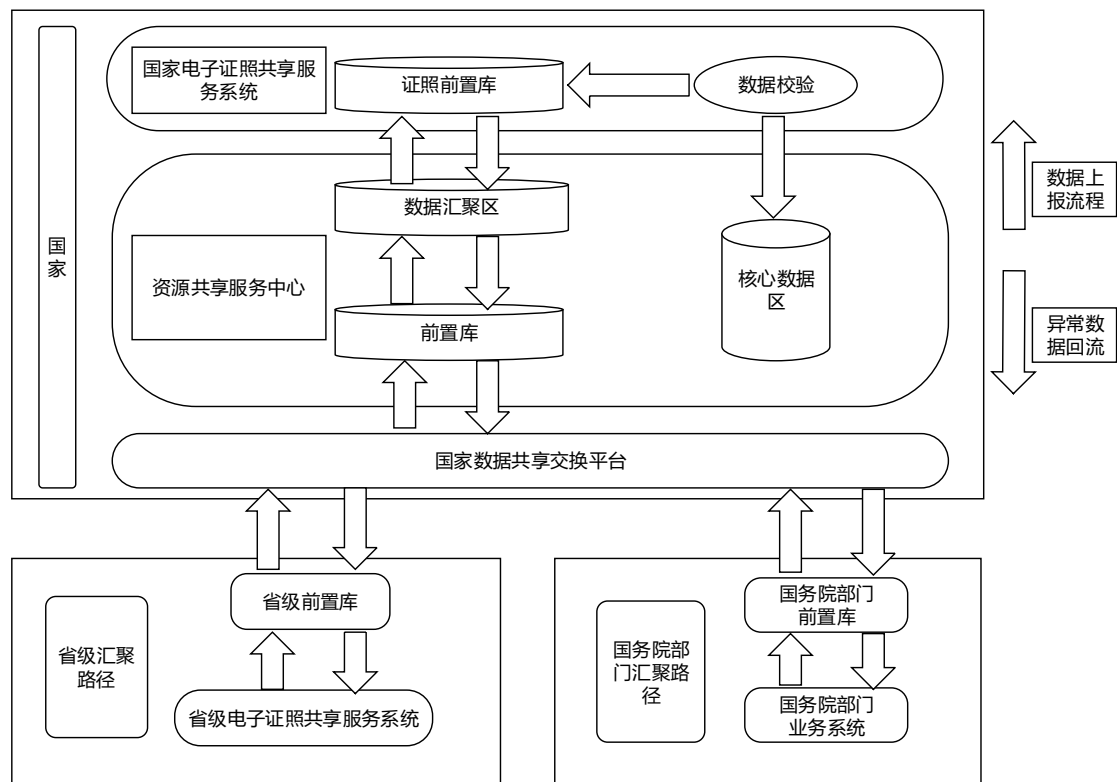 国
家
国家电子证照共享服
务系统
证照前置库
数据校验
数据汇聚区
资源共享服务中心
前置库
核心数据
区
国家数据共享交换平台
数据上
报流程
异常数
据回流
省级汇聚
路径
省级前置库
省级电子证照共享服务系统
国务院部
门汇聚路
径
国务院部门
前置库
国务院部门
业务系统